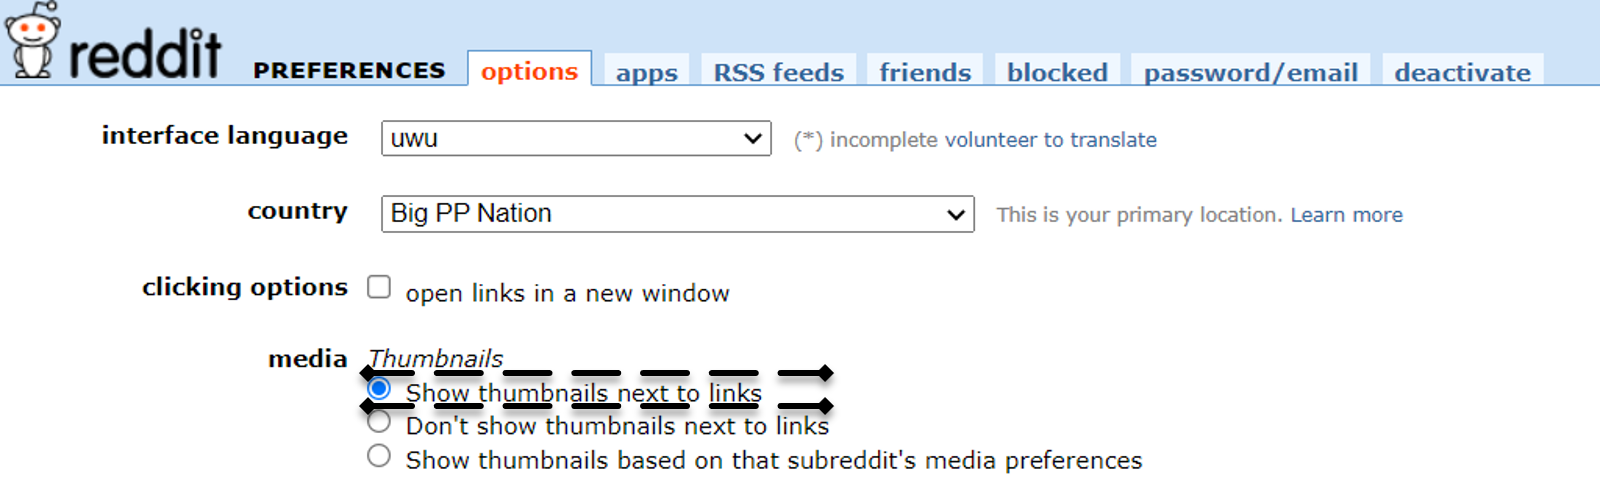 reddit PREFERENCES options apps RSS feeds friends blocked password/email deactivate
interface language uwu (*) incomplete volunteer to translate
country Big PP Nation This is your primary location. Learn more
clicking options open links in a new window
media Thumbnails
Show thumbnails next to links
Don't show thumbnails next to links
Show thumbnails based on that subreddit's media preferences